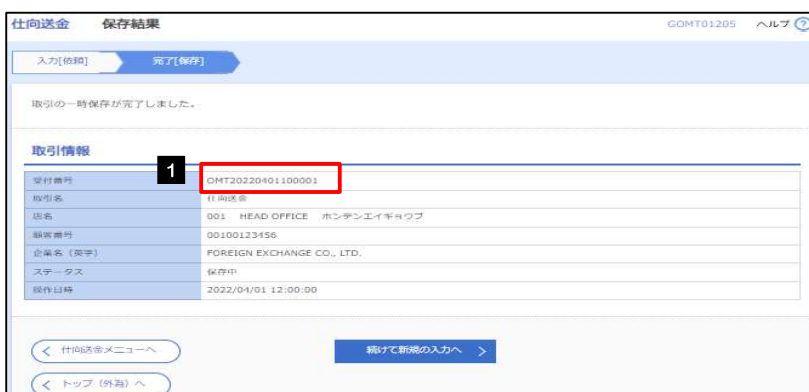 仕向送金 保存結果 GOMT01205 ヘルプ ?
入力[依頼] 完了[保存]
取引の一時保存が完了しました。
取引情報
1
受付番号 OMT20220401100001
取引名 仕向送金
店名 001 HEAD OFFICE ホンテンエイギョウブ
顧客番号 00100123456
企業名（英字） FOREIGN EXCHANGE CO., LTD.
ステータス 保存中
操作日時 2022/04/01 12:00:00
仕向送金メニューへ 続けて新規の入力へ
トップ（外為）へ